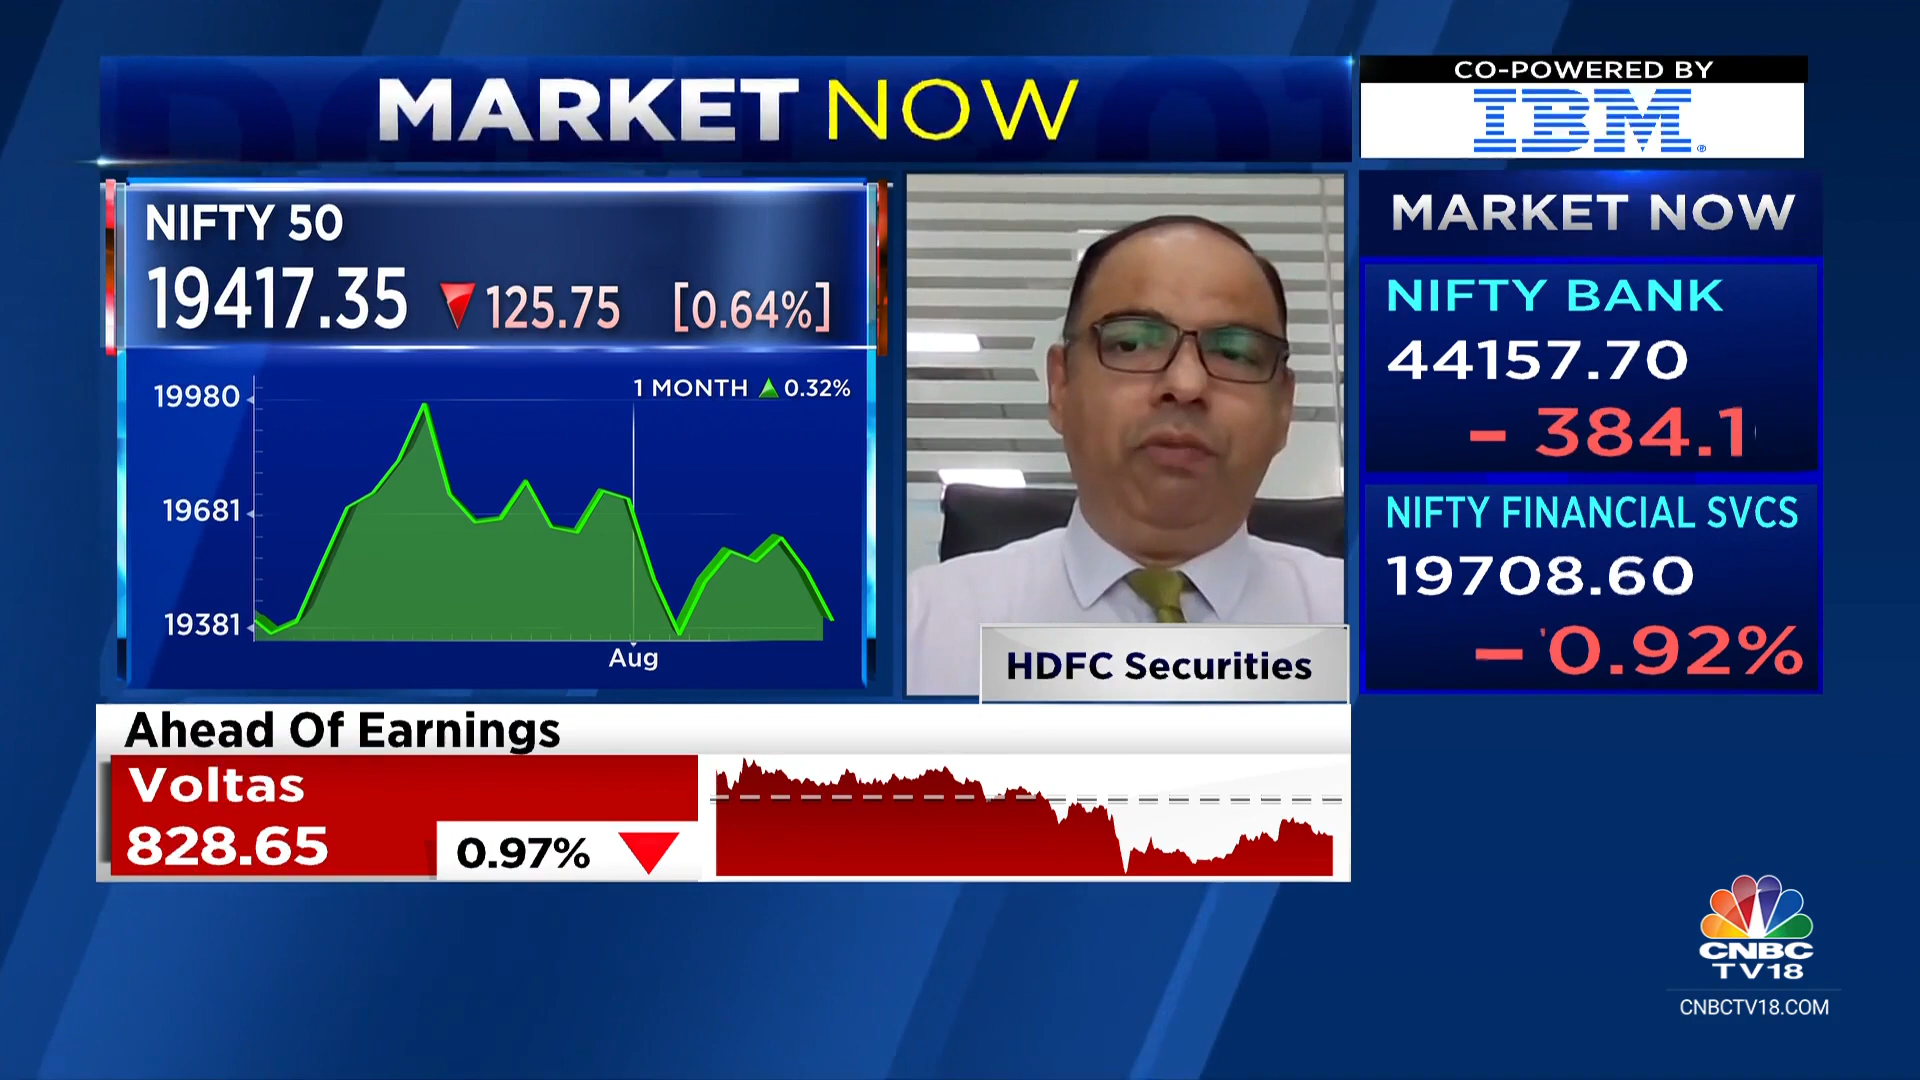 MARKET NOW
CO-POWERED BY
IBM
NIFTY 50
19417.35 ▼ 125.75 [0.64%]
1 MONTH ▲ 0.32%
19980
19681
19381
Aug
HDFC Securities
MARKET NOW
NIFTY BANK
44157.70
- 384.1
NIFTY FINANCIAL SVCS
19708.60
- 0.92%
Ahead Of Earnings
Voltas
828.65
0.97% ▼
CNBC
TV18
CNBCTV18.COM